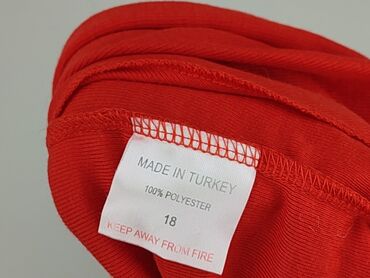 MADE IN TURKEY
100% POLYESTER
18
KEEP AWAY FROM FIRE